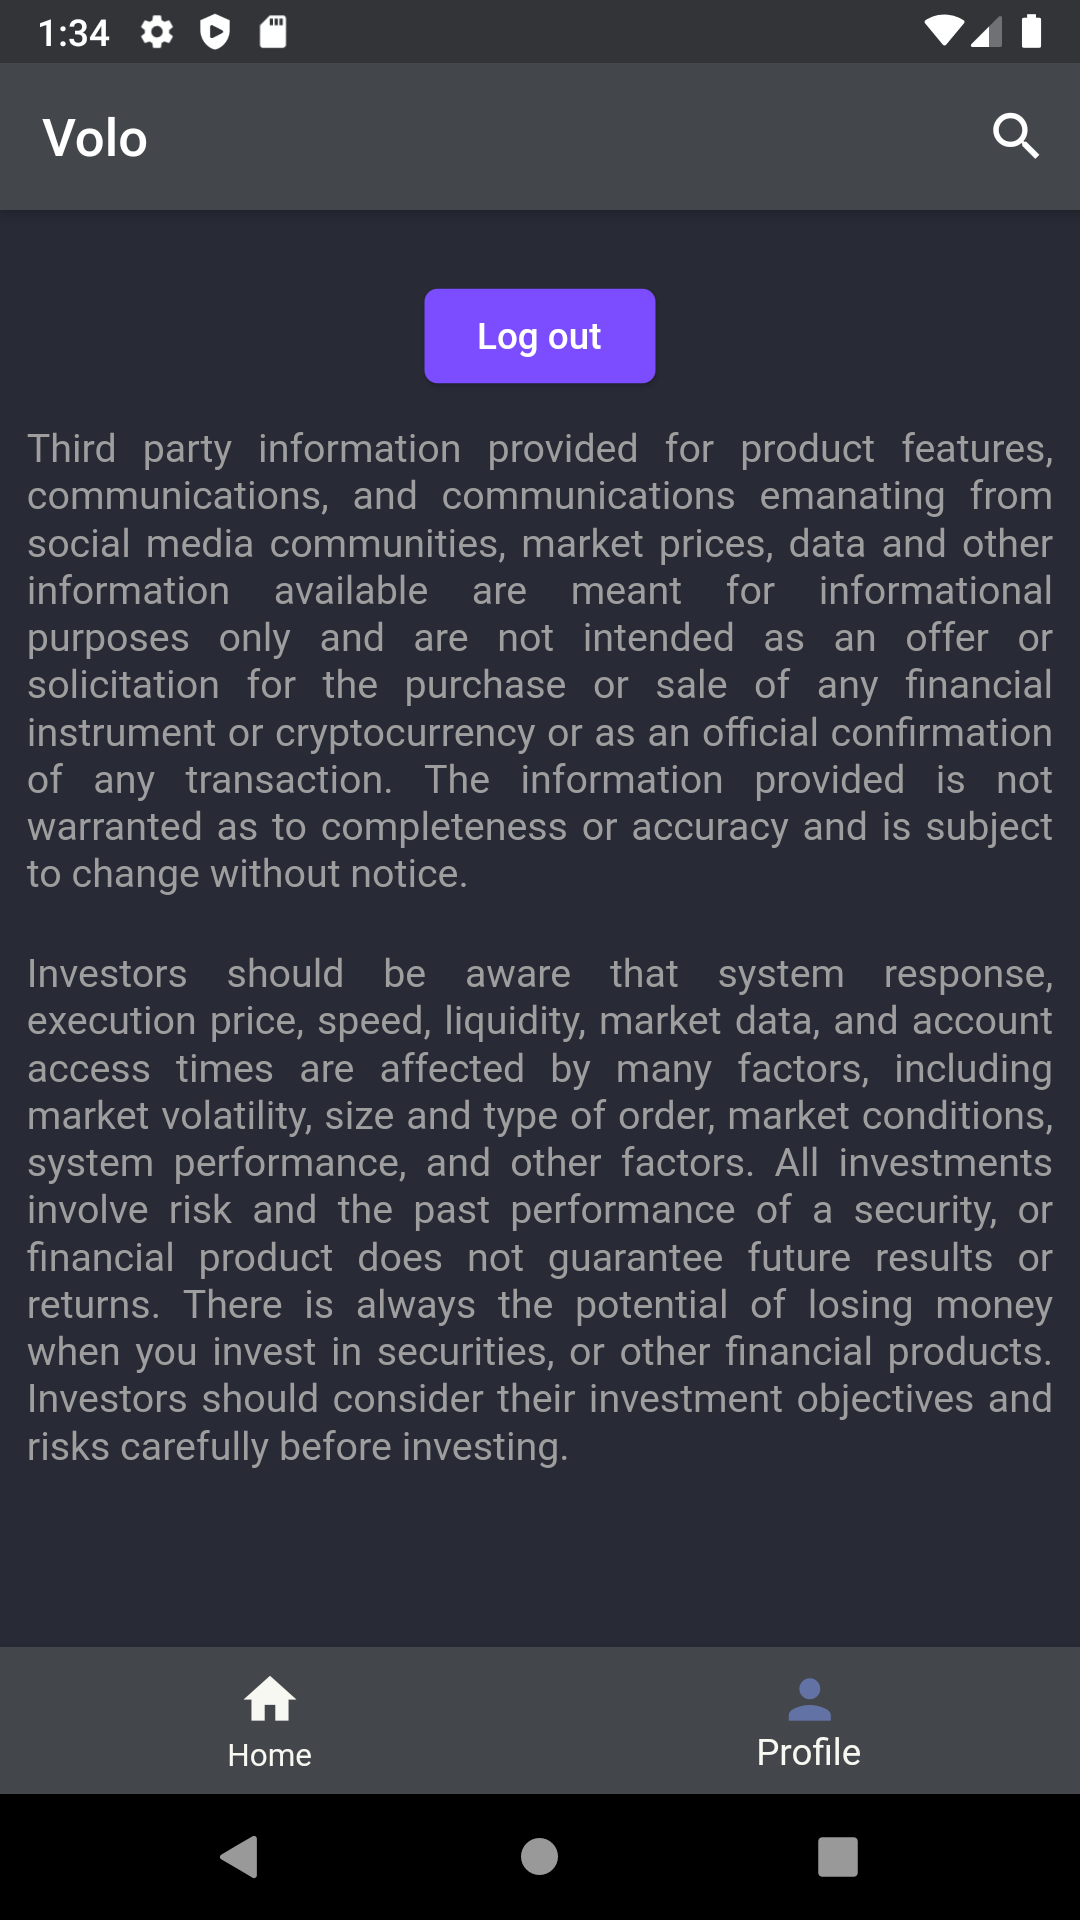 1:34
Volo
Log out
Third party information provided for product features,
communications, and communications emanating from
social media communities, market prices, data and other
information available are meant for informational
purposes only and are not intended as an offer or
solicitation for the purchase or sale of any financial
instrument or cryptocurrency or as an official confirmation
of any transaction. The information provided is not
warranted as to completeness or accuracy and is subject
to change without notice.
Investors should be aware that system response,
execution price, speed, liquidity, market data, and account
access times are affected by many factors, including
market volatility, size and type of order, market conditions,
system performance, and other factors. All investments
involve risk and the past performance of a security, or
financial product does not guarantee future results or
returns. There is always the potential of losing money
when you invest in securities, or other financial products.
Investors should consider their investment objectives and
risks carefully before investing.
Home
Profile